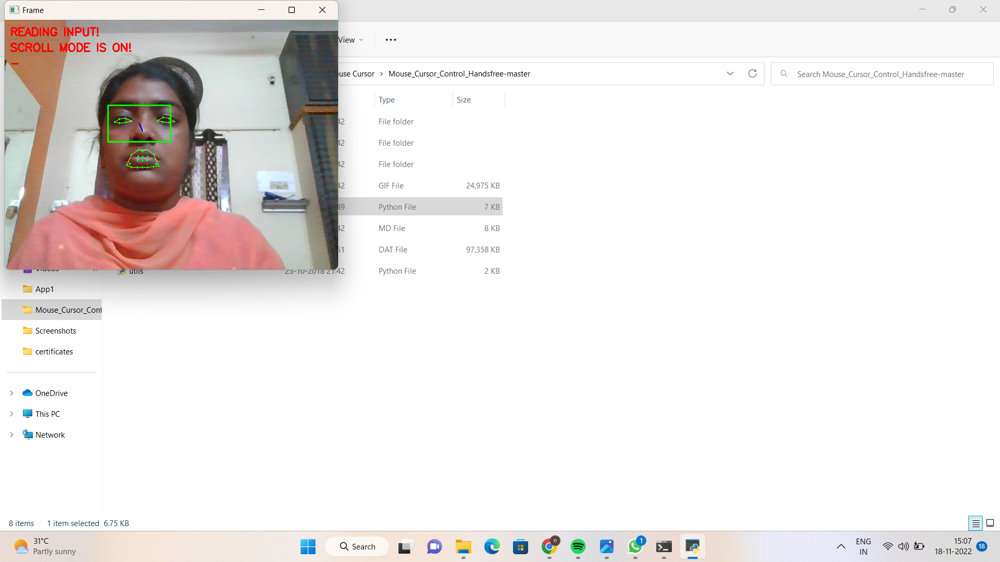 Frame
READING INPUT!
SCROLL MODE IS ON!
View
Mouse_Cursor_Control_Handsfree-master
Search Mouse_Cursor_Control_Handsfree-master
Cursor
Type Size
42 File folder
42 File folder
42 File folder
42 GIF File 24,975 KB
49 Python File 7 KB
42 MD File 8 KB
51 DAT File 97,358 KB
utils 23-10-2018 21:42 Python File 2 KB
Videos
App1
Mouse_Cursor_Cont
Screenshots
certificates
OneDrive
This PC
Network
8 items 1 item selected 6.75 KB
31°C
Partly sunny
Search
n
1
ENG
IN
15:07
18-11-2022
18